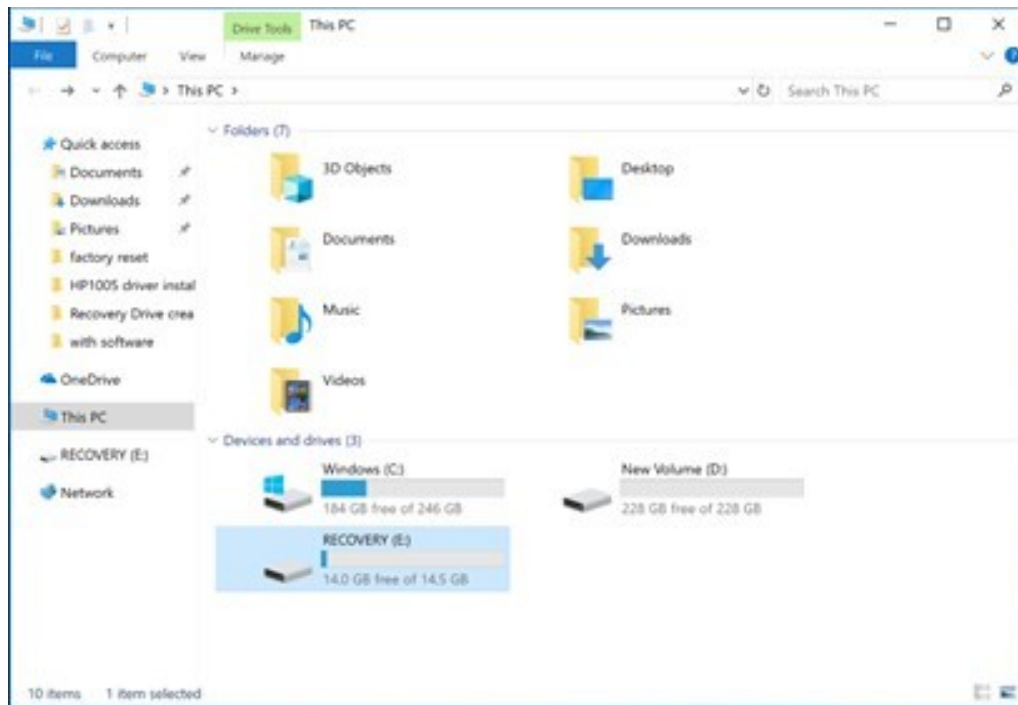 Drive Tools This PC
File Computer View Manage
This PC
Search This PC
Quick access
Documents
Downloads
Pictures
factory reset
HP1005 driver instal
Recovery Drive crea
with software
OneDrive
This PC
RECOVERY (E:)
Network
Folders (7)
3D Objects
Desktop
Documents
Downloads
Music
Pictures
Videos
Devices and drives (3)
Windows (C:)
184 GB free of 246 GB
New Volume (D:)
228 GB free of 228 GB
RECOVERY (E:)
14.0 GB free of 14.5 GB
10 items 1 item selected